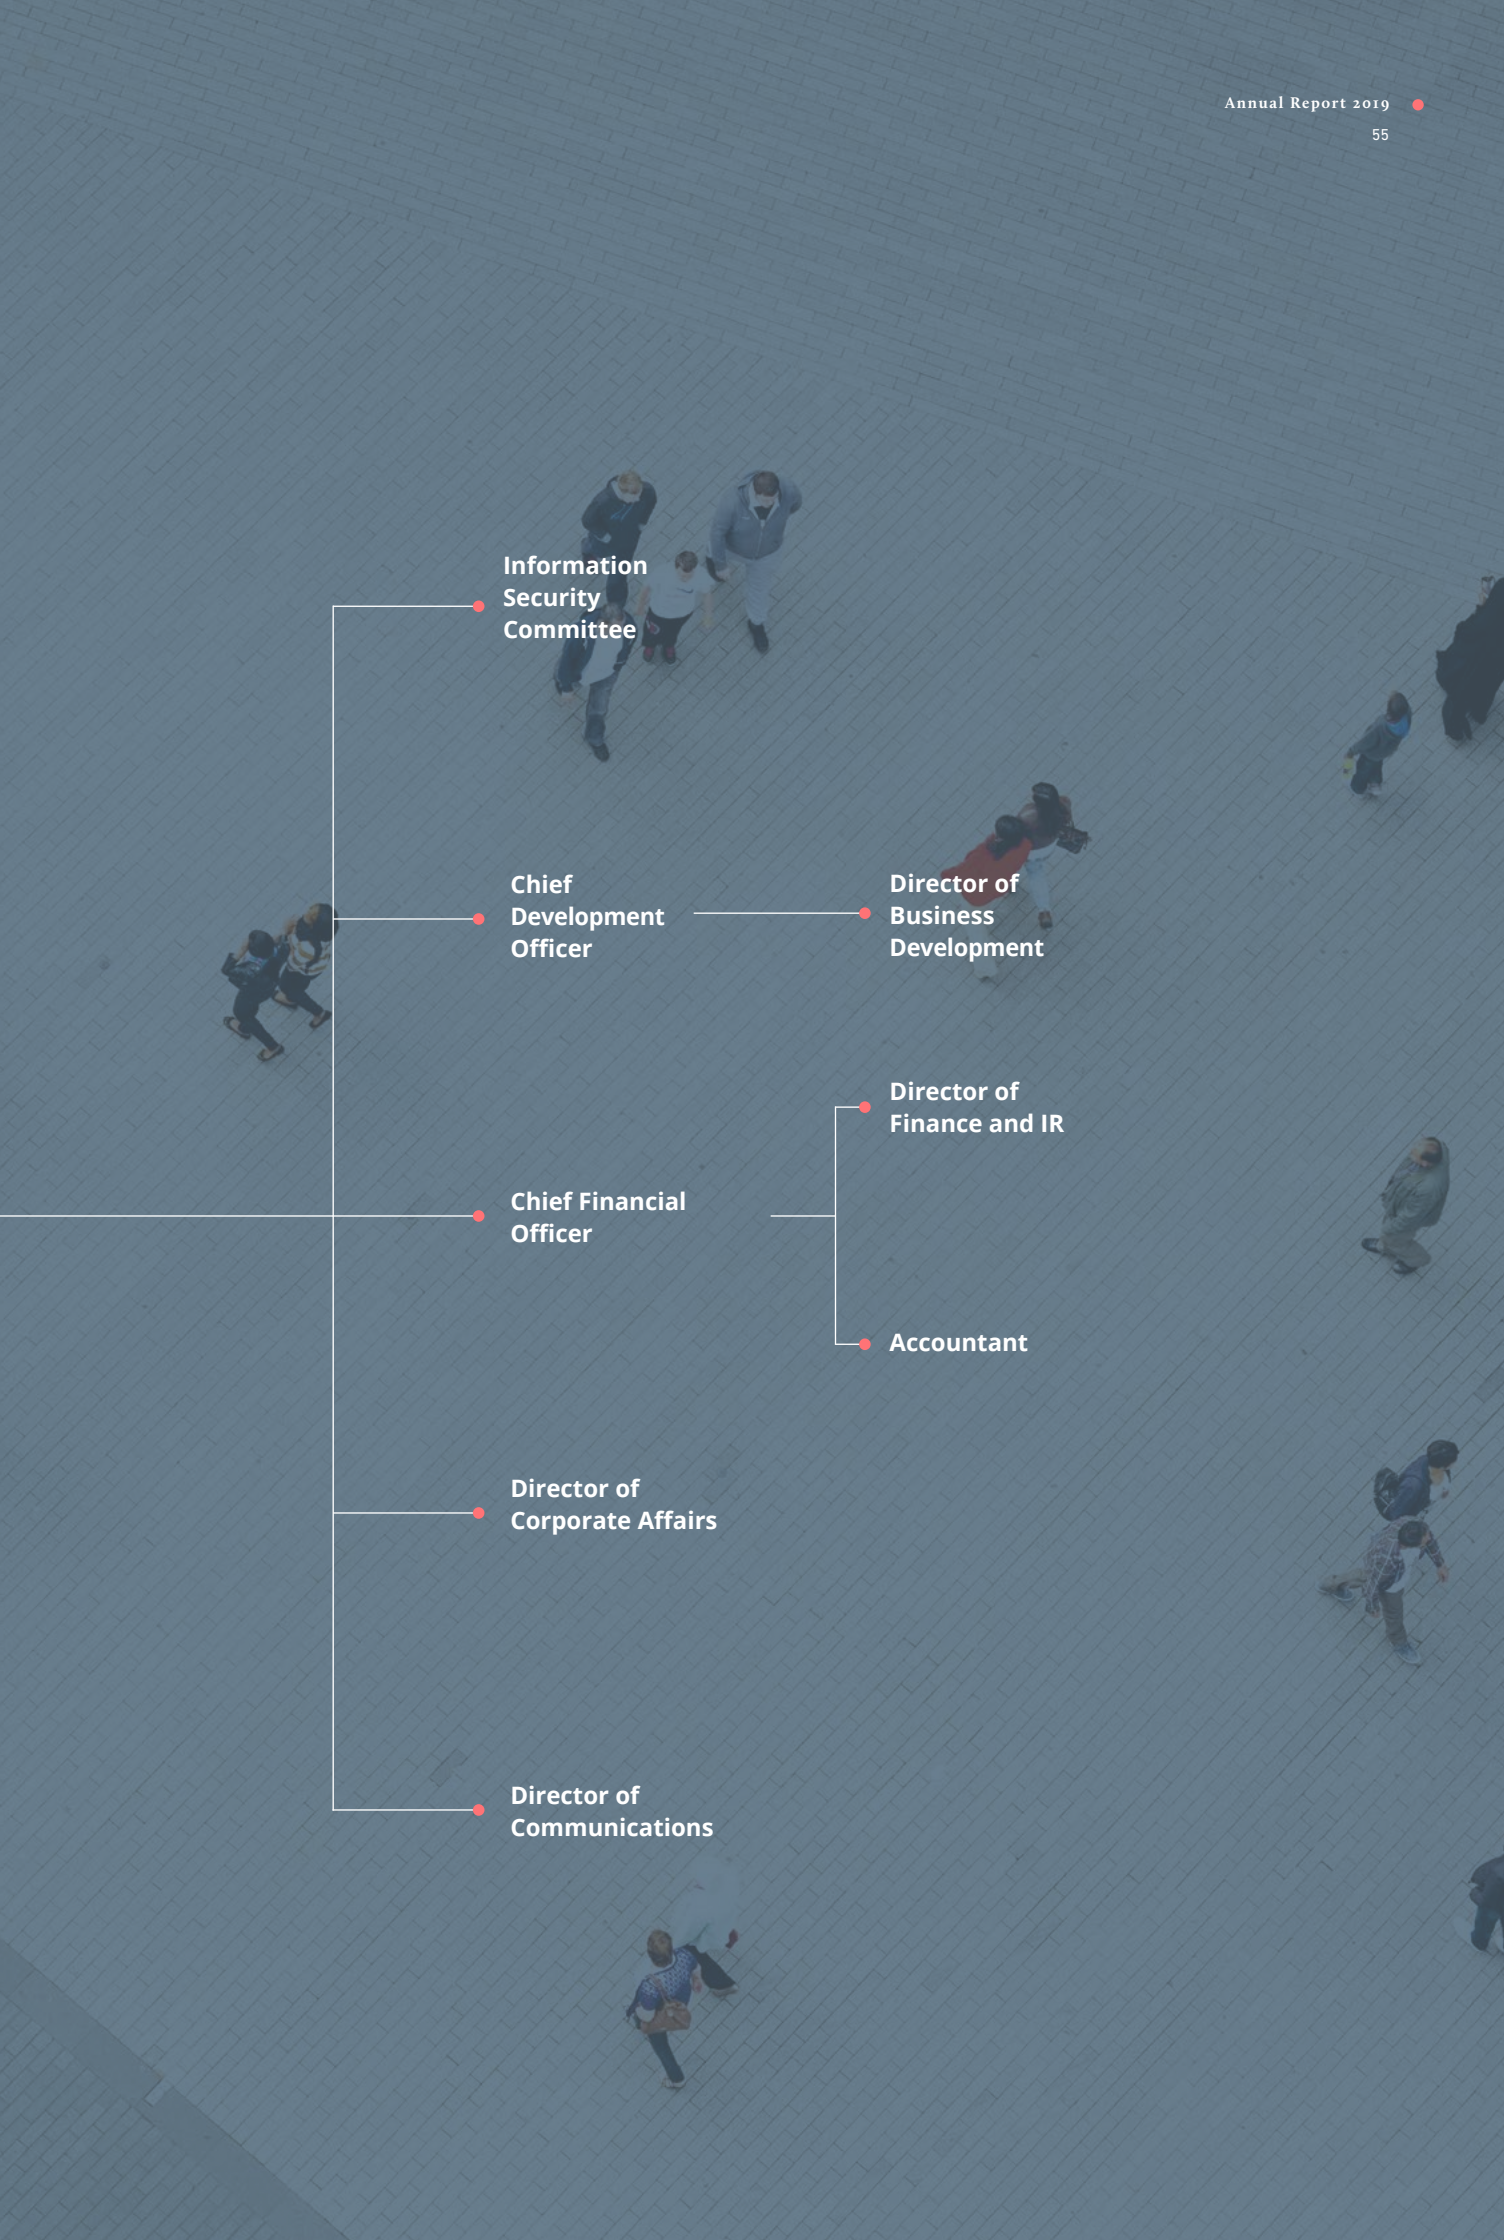 Annual Report 2019
55
Information
Security
Committee
Chief
Development
Officer
Director of
Business
Development
Director of
Finance and IR
Chief Financial
Officer
Accountant
Director of
Corporate Affairs
Director of
Communications